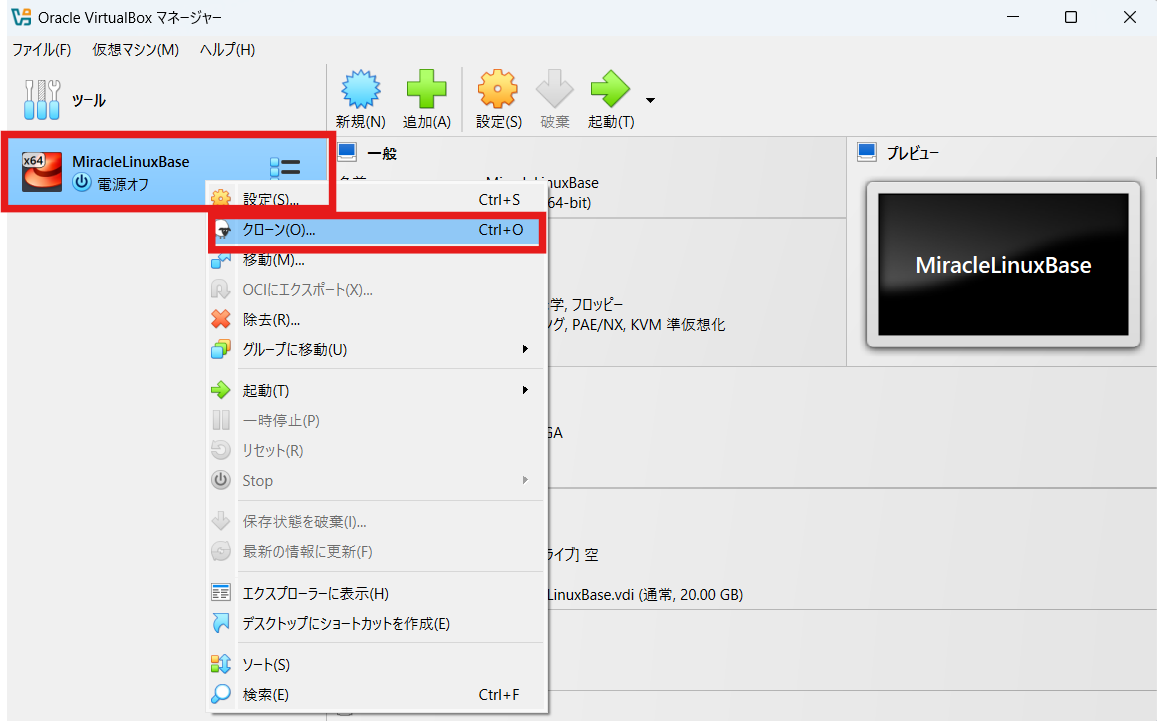 Oracle VirtualBox マネージャー
ファイル(F) 仮想マシン(M) ヘルプ(H)
ツール
新規(N) 追加(A) 設定(S) 破棄 起動(T)
x64
MiracleLinuxBase
電源オフ
一般
64-bit)
プレビュー
MiracleLinuxBase
設定(S)... Ctrl+S
クローン(O)... Ctrl+O
移動(M)...
OCIにエクスポート(X)...
除去(R)...
グループに移動(U)
起動(T)
一時停止(P)
リセット(R)
Stop
保存状態を破棄(I)...
最新の情報に更新(F)
エクスプローラーに表示(H)
デスクトップにショートカットを作成(E)
ソート(S)
検索(E) Ctrl+F
学, フロッピー
グ, PAE/NX, KVM 準仮想化
GA
ライブ] 空
LinuxBase.vdi (通常, 20.00 GB)